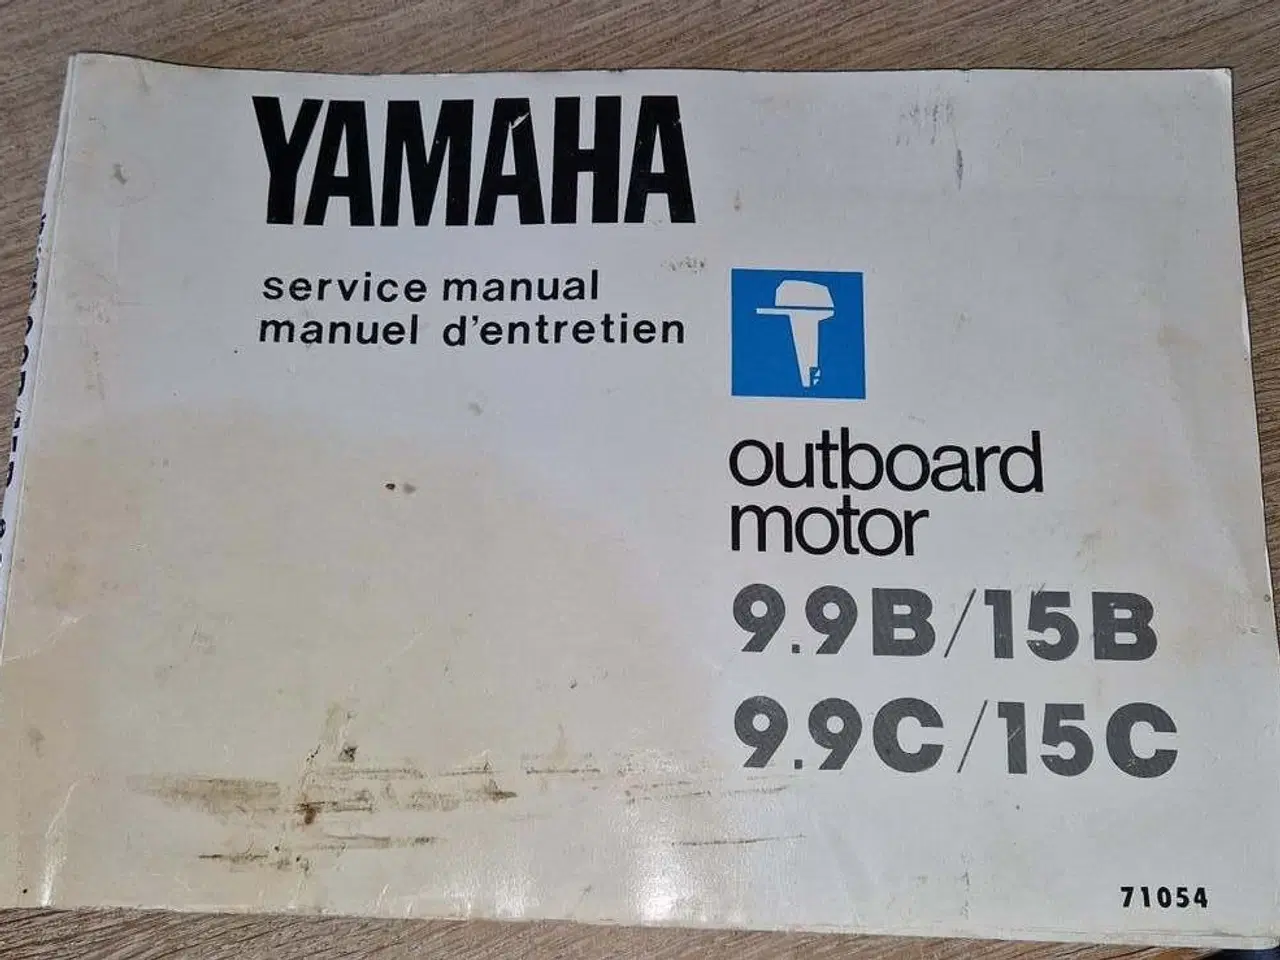 YAMAHA
service manual
manuel d'entretien
outboard
motor
9.9B/15B
9.9C/15C
71054